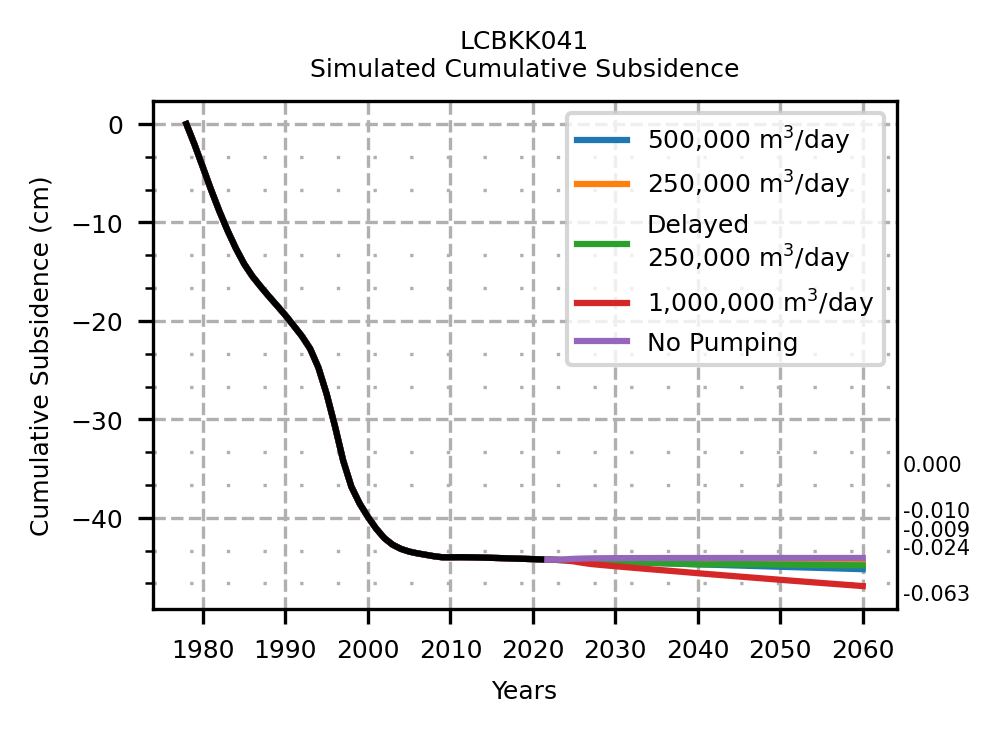 LCBKK041
Simulated Cumulative Subsidence
Cumulative Subsidence (cm)
0
−10
−20
−30
−40
500,000 m³/day
250,000 m³/day
Delayed
250,000 m³/day
1,000,000 m³/day
No Pumping
0.000
-0.010
-0.009
-0.024
-0.063
1980 1990 2000 2010 2020 2030 2040 2050 2060
Years